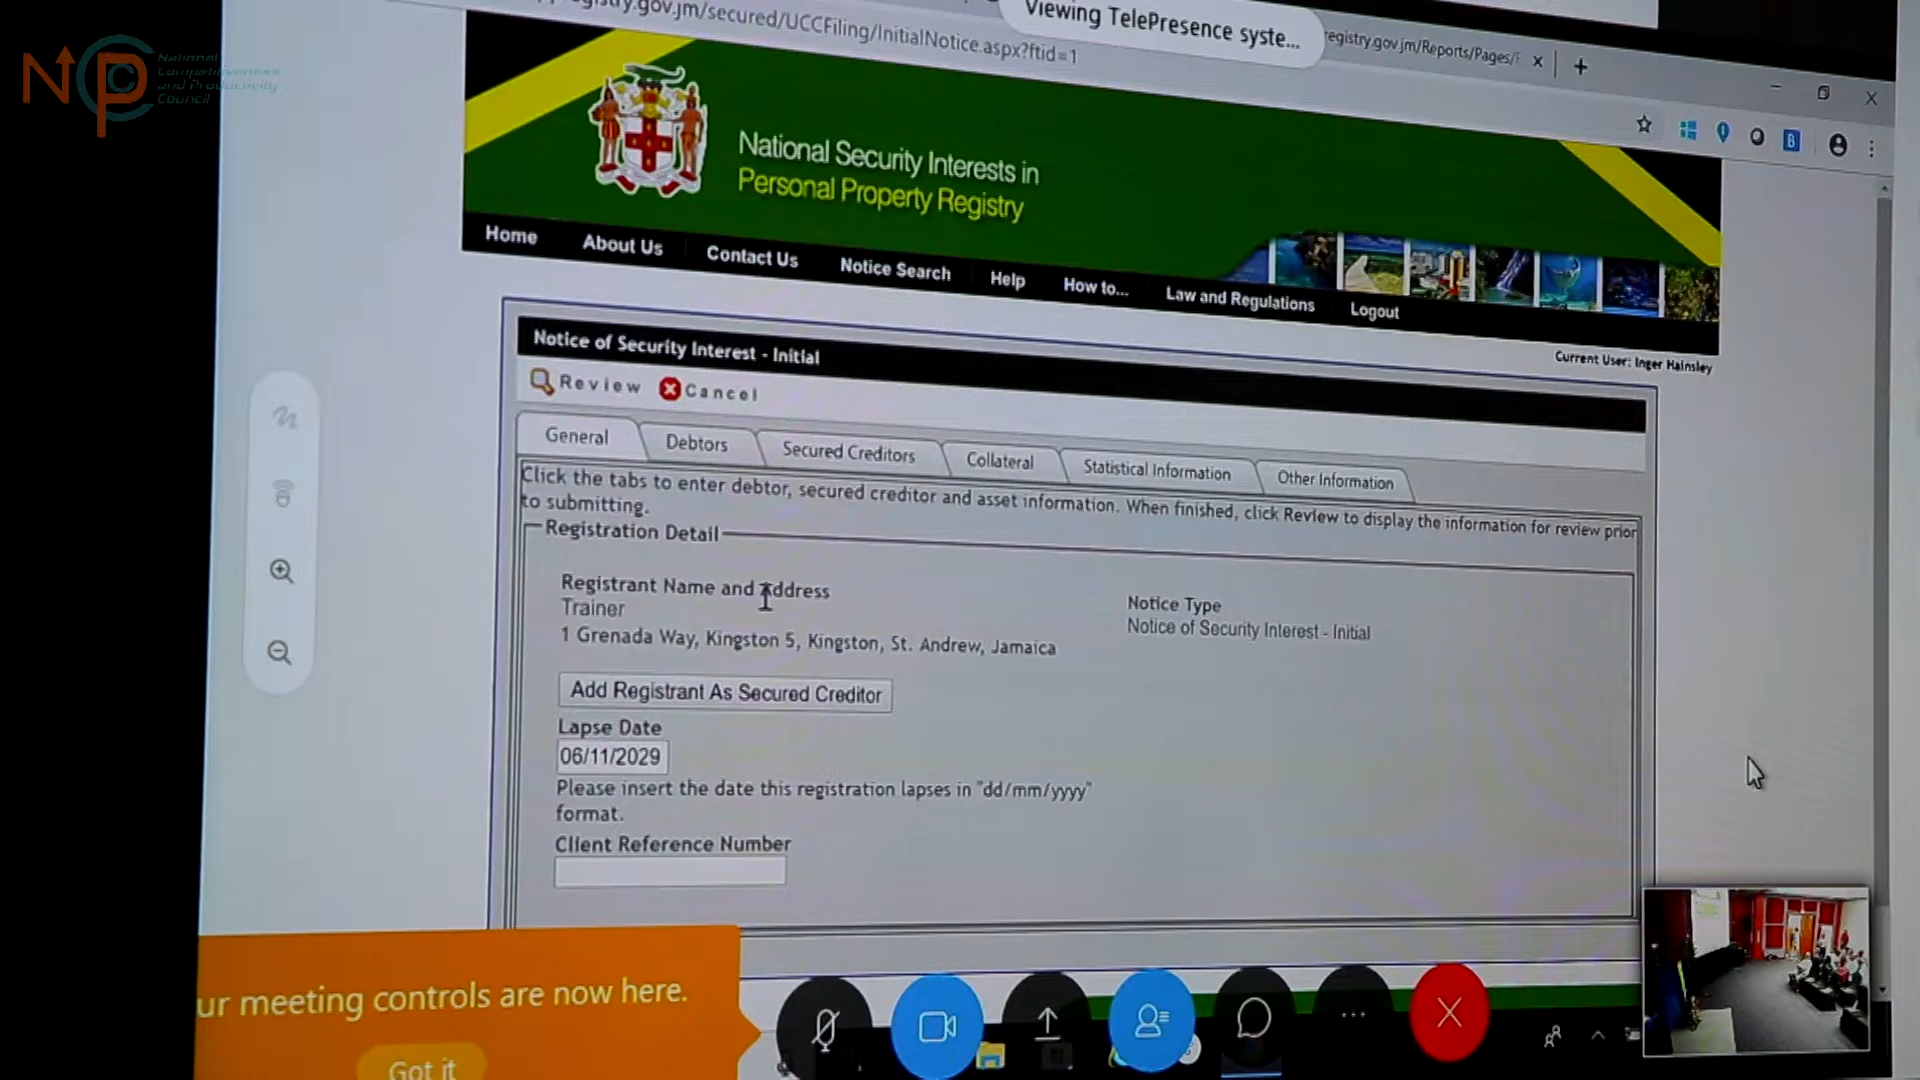 NPCC
National
Competitiveness
and Productivity
Council
registry.gov.jm/secured/UCCFiling/InitialNotice.aspx?ftid=1
Viewing TelePresence syste...
registry.gov.jm/Reports/Pages/
National Security Interests in
Personal Property Registry
Home
About Us
Contact Us
Notice Search
Help
How to...
Law and Regulations
Logout
Current User: Inger Hainsley
Notice of Security Interest - Initial
Review
Cancel
General
Debtors
Secured Creditors
Collateral
Statistical Information
Other Information
Click the tabs to enter debtor, secured creditor and asset information. When finished, click Review to display the information for review prior
to submitting.
Registration Detail
Registrant Name and Address
Trainer
1 Grenada Way, Kingston 5, Kingston, St. Andrew, Jamaica
Notice Type
Notice of Security Interest - Initial
Add Registrant As Secured Creditor
Lapse Date
06/11/2029
Please insert the date this registration lapses in "dd/mm/yyyy"
format.
Client Reference Number
ur meeting controls are now here.
Got it